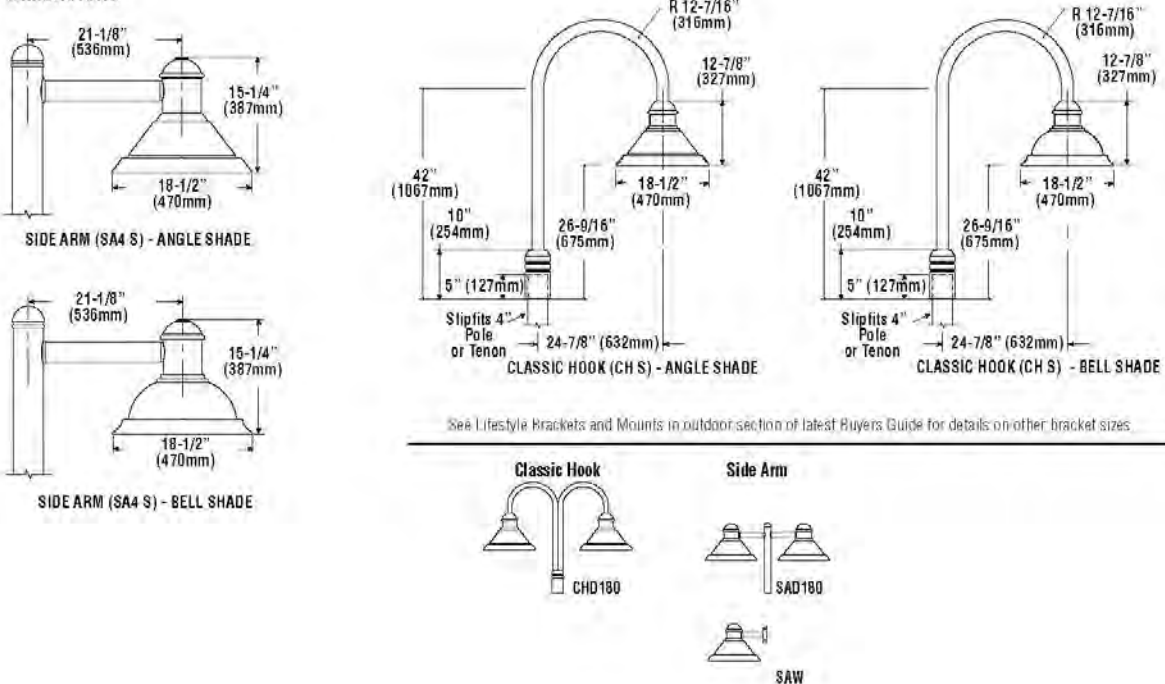 21-1/8"
(536mm)
15-1/4"
(387mm)
18-1/2"
(470mm)
SIDE ARM (SA4 S) - ANGLE SHADE
21-1/8"
(536mm)
15-1/4"
(387mm)
18-1/2"
(470mm)
SIDE ARM (SA4 S) - BELL SHADE
R 12-7/16"
(316mm)
12-7/8"
(327mm)
42"
(1067mm)
18-1/2"
(470mm)
10"
(254mm)
26-9/16"
(675mm)
5" (127mm)
Slipfits 4"
Pole
or Tenon
24-7/8" (632mm)
CLASSIC HOOK (CH S) - ANGLE SHADE
R 12-7/16"
(316mm)
12-7/8"
(327mm)
42"
(1067mm)
18-1/2"
(470mm)
10"
(254mm)
26-9/16"
(675mm)
5" (127mm)
Slipfits 4"
Pole
or Tenon
24-7/8" (632mm)
CLASSIC HOOK (CH S) - BELL SHADE
See Lifestyle Brackets and Mounts in outdoor section of latest Buyers Guide for details on other bracket sizes
Classic Hook
Side Arm
CHD180
SAD180
SAW